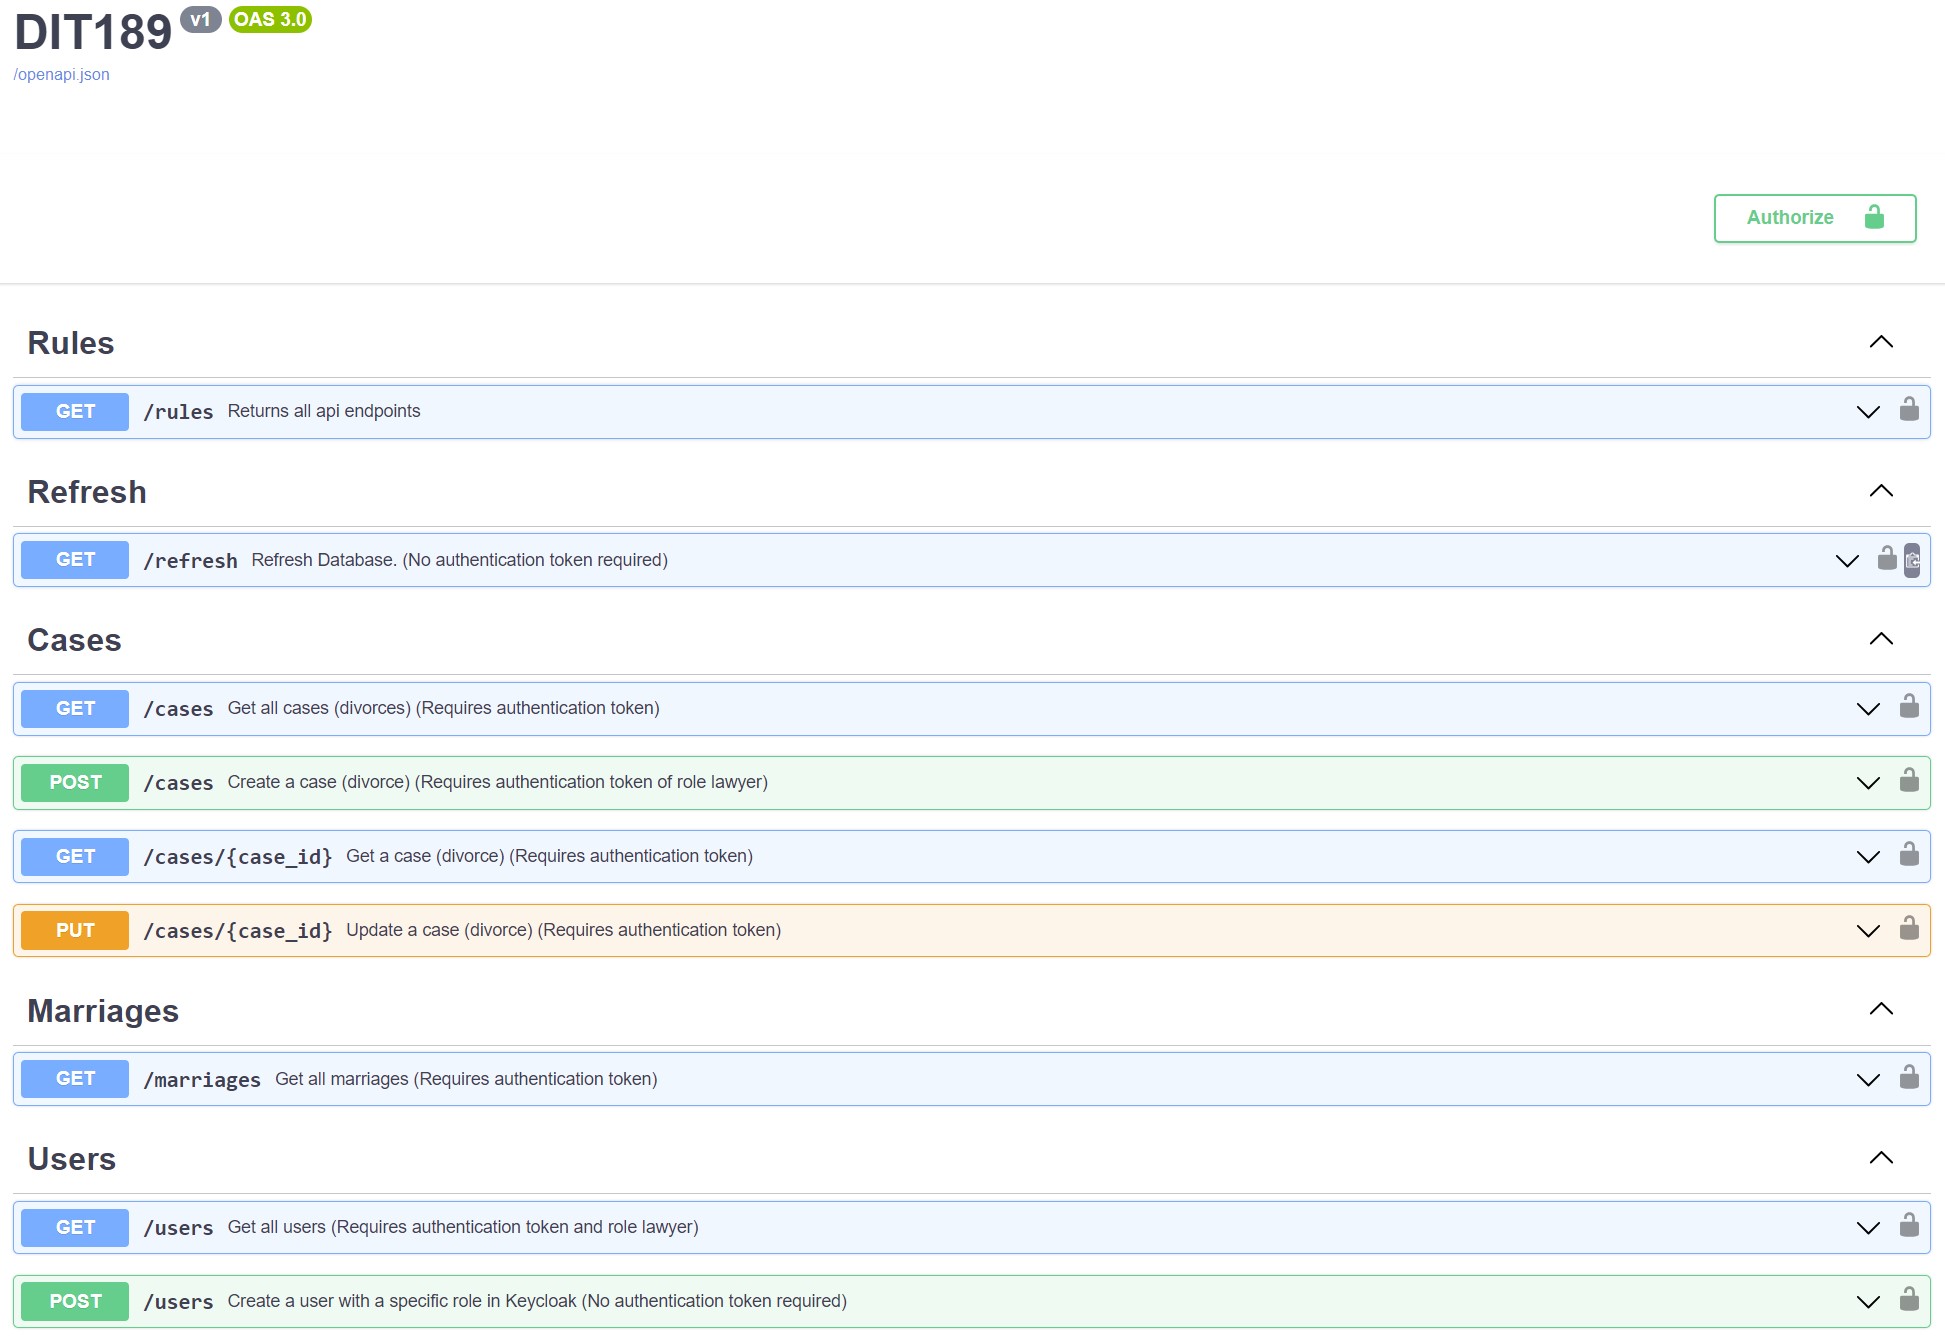 DIT189 v1 OAS 3.0
/openapi.json
Authorize
Rules
GET /rules Returns all api endpoints
Refresh
GET /refresh Refresh Database. (No authentication token required)
Cases
GET /cases Get all cases (divorces) (Requires authentication token)
POST /cases Create a case (divorce) (Requires authentication token of role lawyer)
GET /cases/{case_id} Get a case (divorce) (Requires authentication token)
PUT /cases/{case_id} Update a case (divorce) (Requires authentication token)
Marriages
GET /marriages Get all marriages (Requires authentication token)
Users
GET /users Get all users (Requires authentication token and role lawyer)
POST /users Create a user with a specific role in Keycloak (No authentication token required)